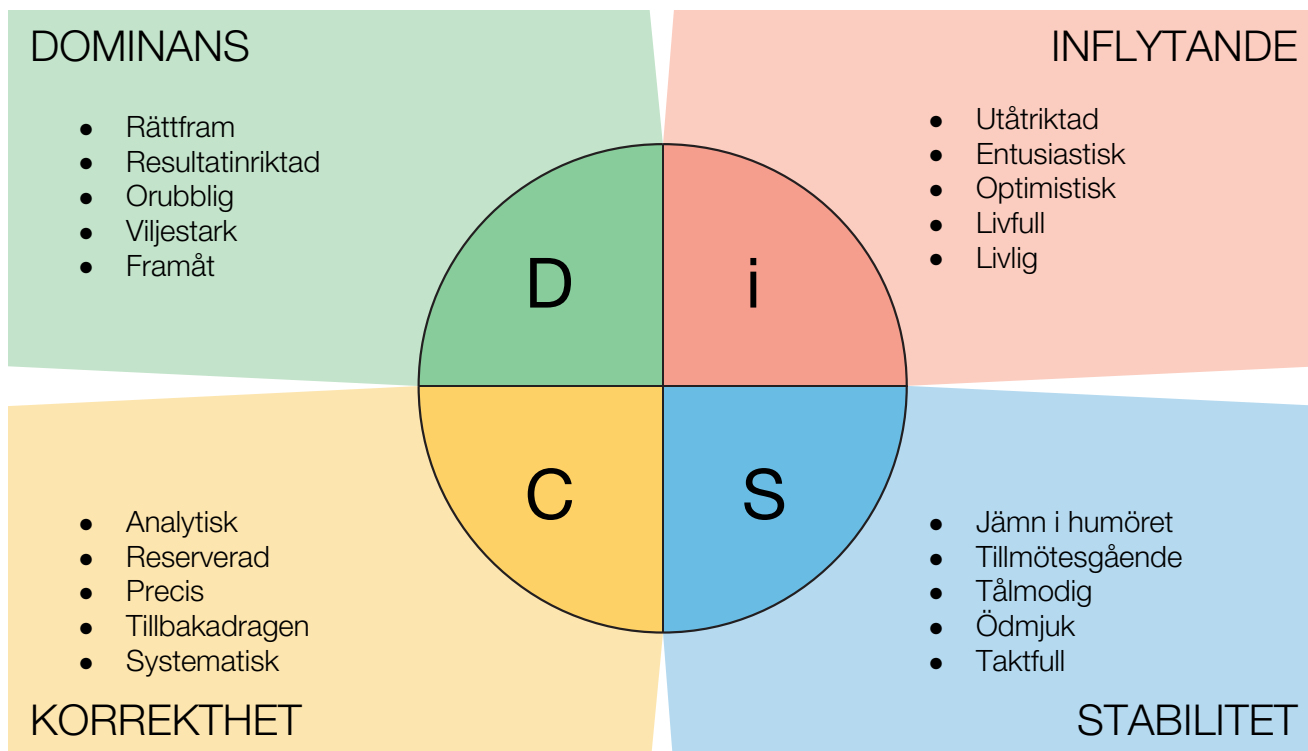 DOMINANS
● Rättfram
● Resultatinriktad
● Orubblig
● Viljestark
● Framåt
INFLYTANDE
● Utåtriktad
● Entusiastisk
● Optimistisk
● Livfull
● Livlig
D
i
C
S
● Analytisk
● Reserverad
● Precis
● Tillbakadragen
● Systematisk
KORREKTHET
● Jämn i humöret
● Tillmötesgående
● Tålmodig
● Ödmjuk
● Taktfull
STABILITET